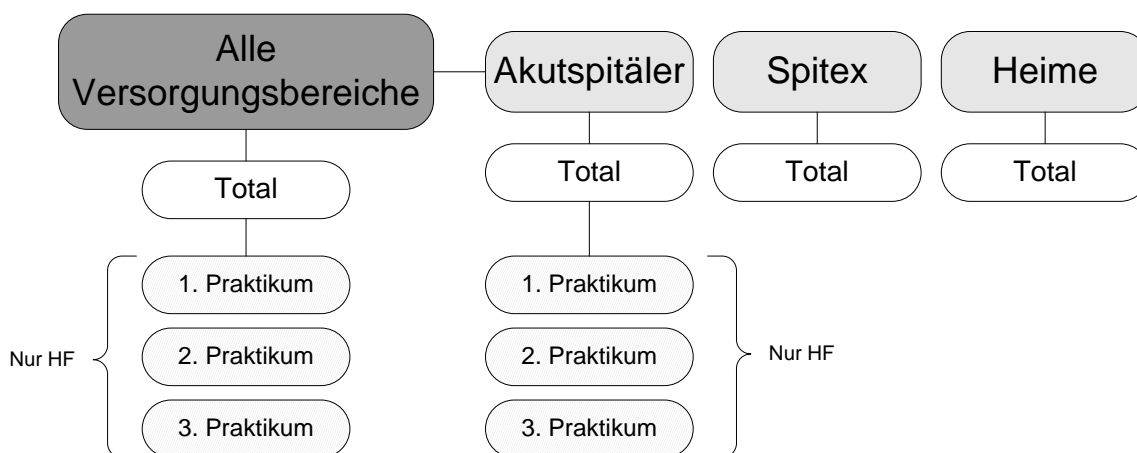 Alle
Versorgungsbereiche
Akutspitäler
Spitex
Heime
Total
Total
Total
Total
1. Praktikum
1. Praktikum
Nur HF
2. Praktikum
2. Praktikum
Nur HF
3. Praktikum
3. Praktikum